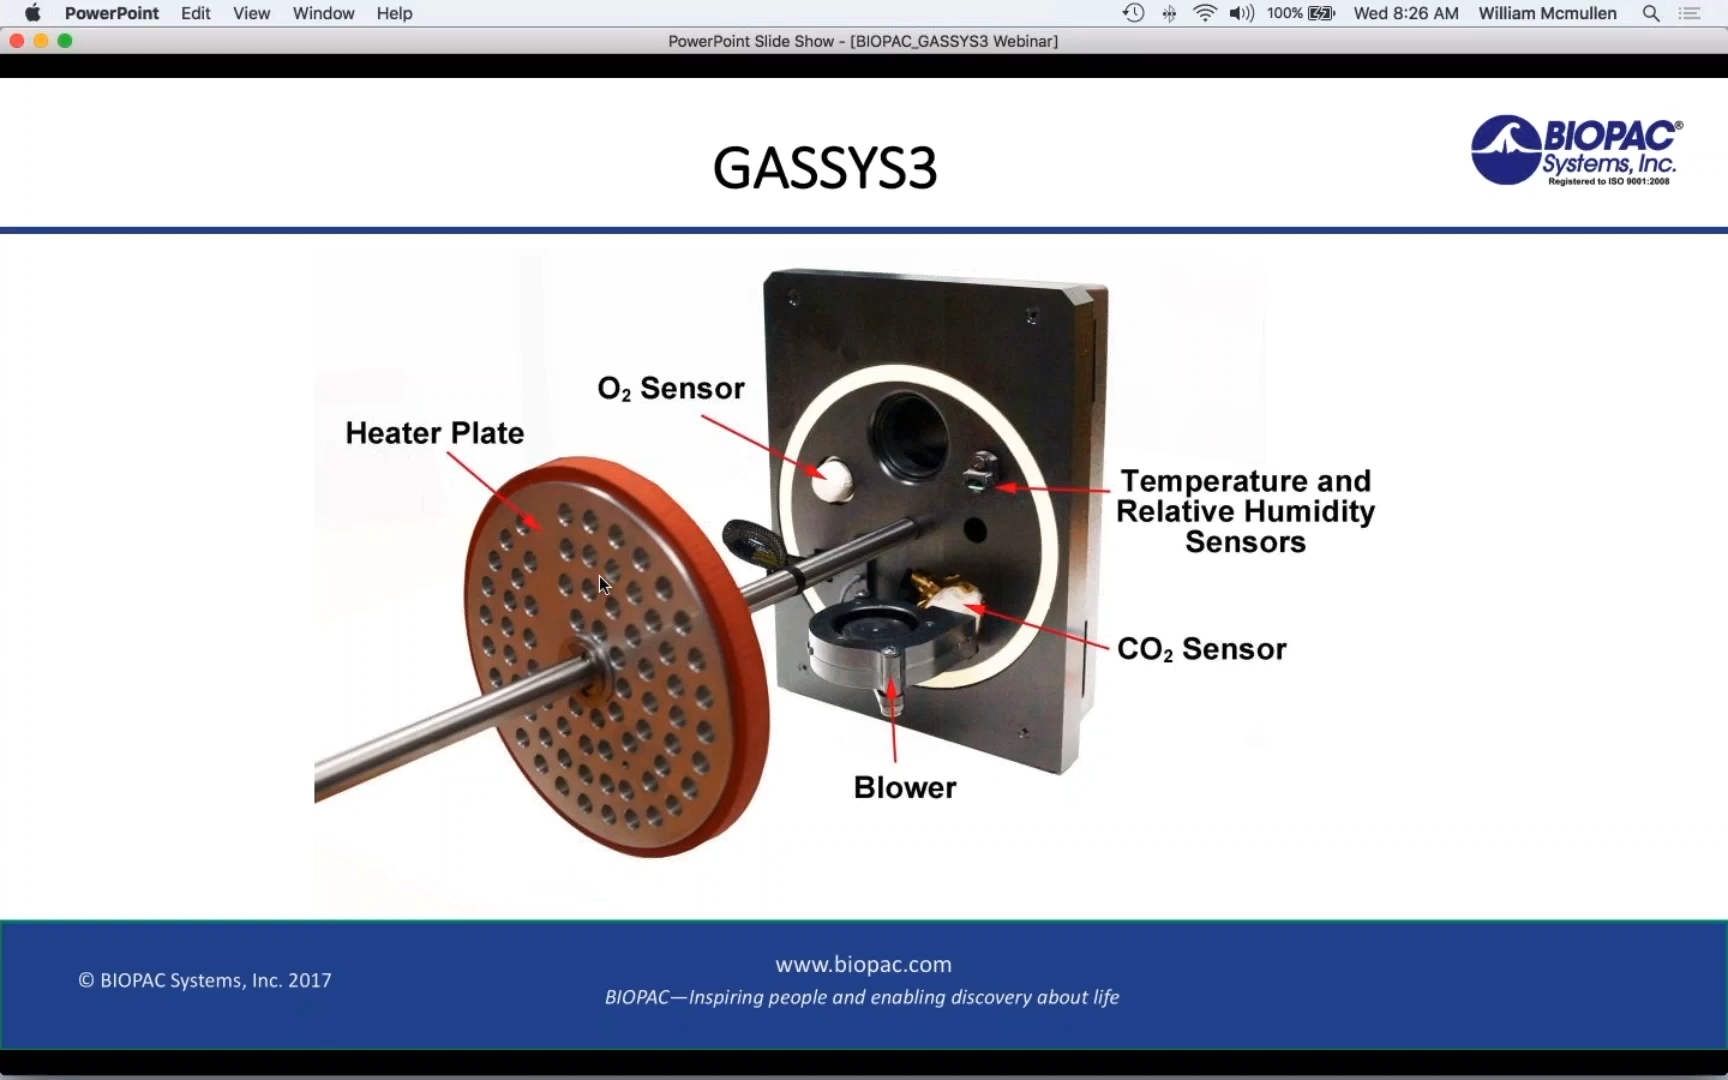 PowerPoint Edit View Window Help 100% Wed 8:26 AM William Mcmullen
PowerPoint Slide Show - [BIOPAC_GASSYS3 Webinar]
GASSYS3
BIOPAC®
Systems, Inc.
Registered to ISO 9001:2008
O₂ Sensor
Heater Plate
Temperature and
Relative Humidity
Sensors
CO₂ Sensor
Blower
© BIOPAC Systems, Inc. 2017
www.biopac.com
BIOPAC—Inspiring people and enabling discovery about life